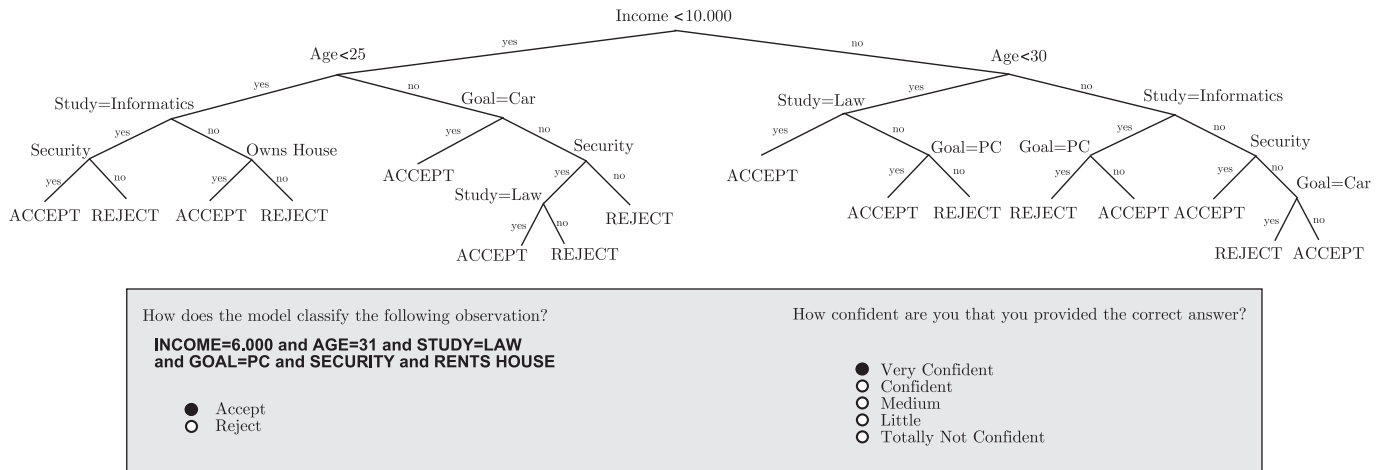 Income <10.000
yes no
Age<25 Age<30
yes no yes no
Study=Informatics Goal=Car Study=Law Study=Informatics
yes no yes no yes no yes no
Security Owns House Security Goal=PC Goal=PC Security
yes no yes no ACCEPT yes no ACCEPT yes no yes no yes no
Study=Law Goal=Car
ACCEPT REJECT ACCEPT REJECT REJECT ACCEPT REJECT REJECT ACCEPT ACCEPT
yes no yes no
ACCEPT REJECT REJECT ACCEPT
How does the model classify the following observation?
INCOME=6.000 and AGE=31 and STUDY=LAW
and GOAL=PC and SECURITY and RENTS HOUSE
Accept
Reject
How confident are you that you provided the correct answer?
Very Confident
Confident
Medium
Little
Totally Not Confident